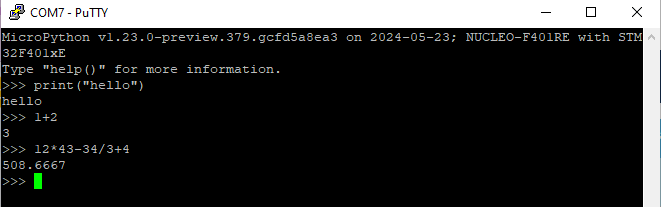 COM7 - PuTTY
MicroPython v1.23.0-preview.379.gcfd5a8ea3 on 2024-05-23; NUCLEO-F401RE with STM
32F401xE
Type "help()" for more information.
>>> print("hello")
hello
>>> 1+2
3
>>> 12*43-34/3+4
508.6667
>>>